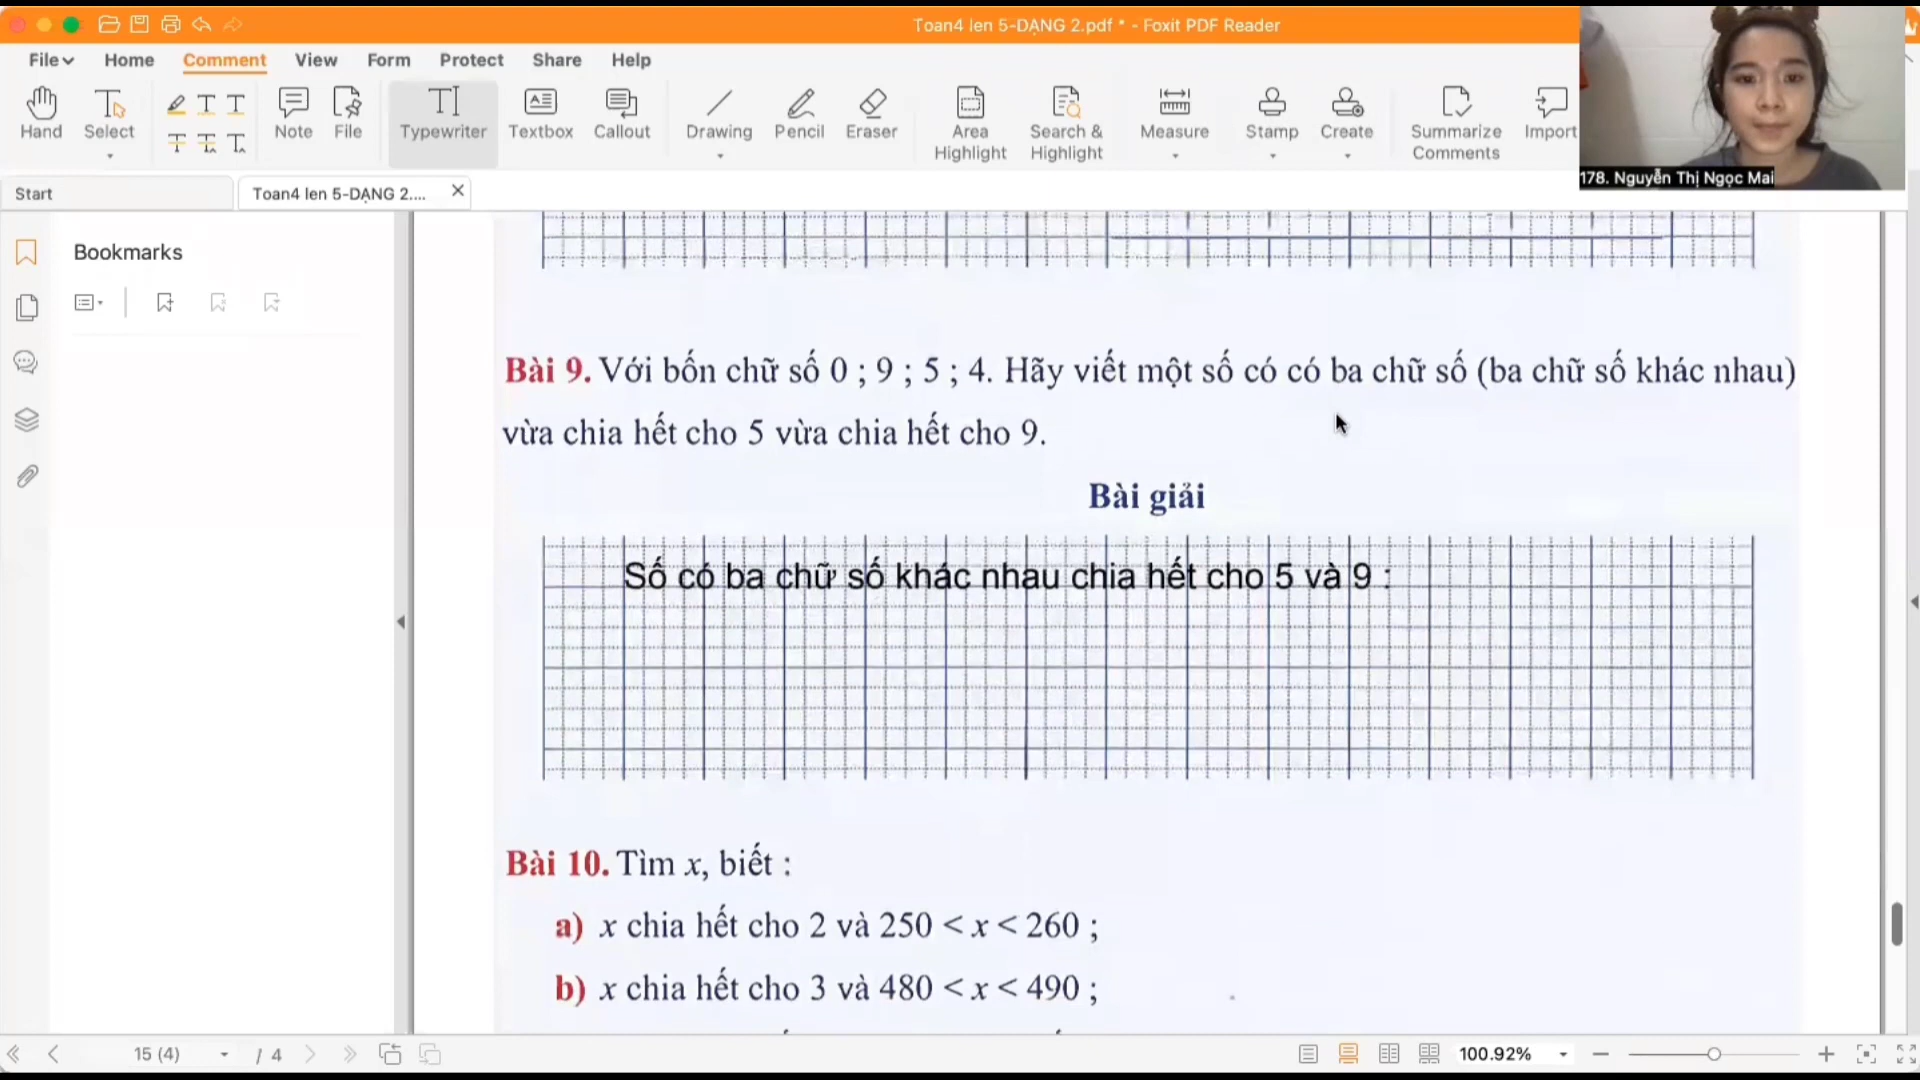 Toan4 len 5-DẠNG 2.pdf * - Foxit PDF Reader
File Home Comment View Form Protect Share Help
Hand Select Note File Typewriter Textbox Callout Drawing Pencil Eraser Area Highlight Search & Highlight Measure Stamp Create Summarize Comments Import
178. Nguyễn Thị Ngọc Mai
Start Toan4 len 5-DẠNG 2....
Bookmarks
Bài 9. Với bốn chữ số 0 ; 9 ; 5 ; 4. Hãy viết một số có có ba chữ số (ba chữ số khác nhau)
vừa chia hết cho 5 vừa chia hết cho 9.
Bài giải
Số có ba chữ số khác nhau chia hết cho 5 và 9 :
Bài 10. Tìm x, biết :
a) x chia hết cho 2 và 250 < x < 260 ;
b) x chia hết cho 3 và 480 < x < 490 ;
15 (4) / 4 100.92%